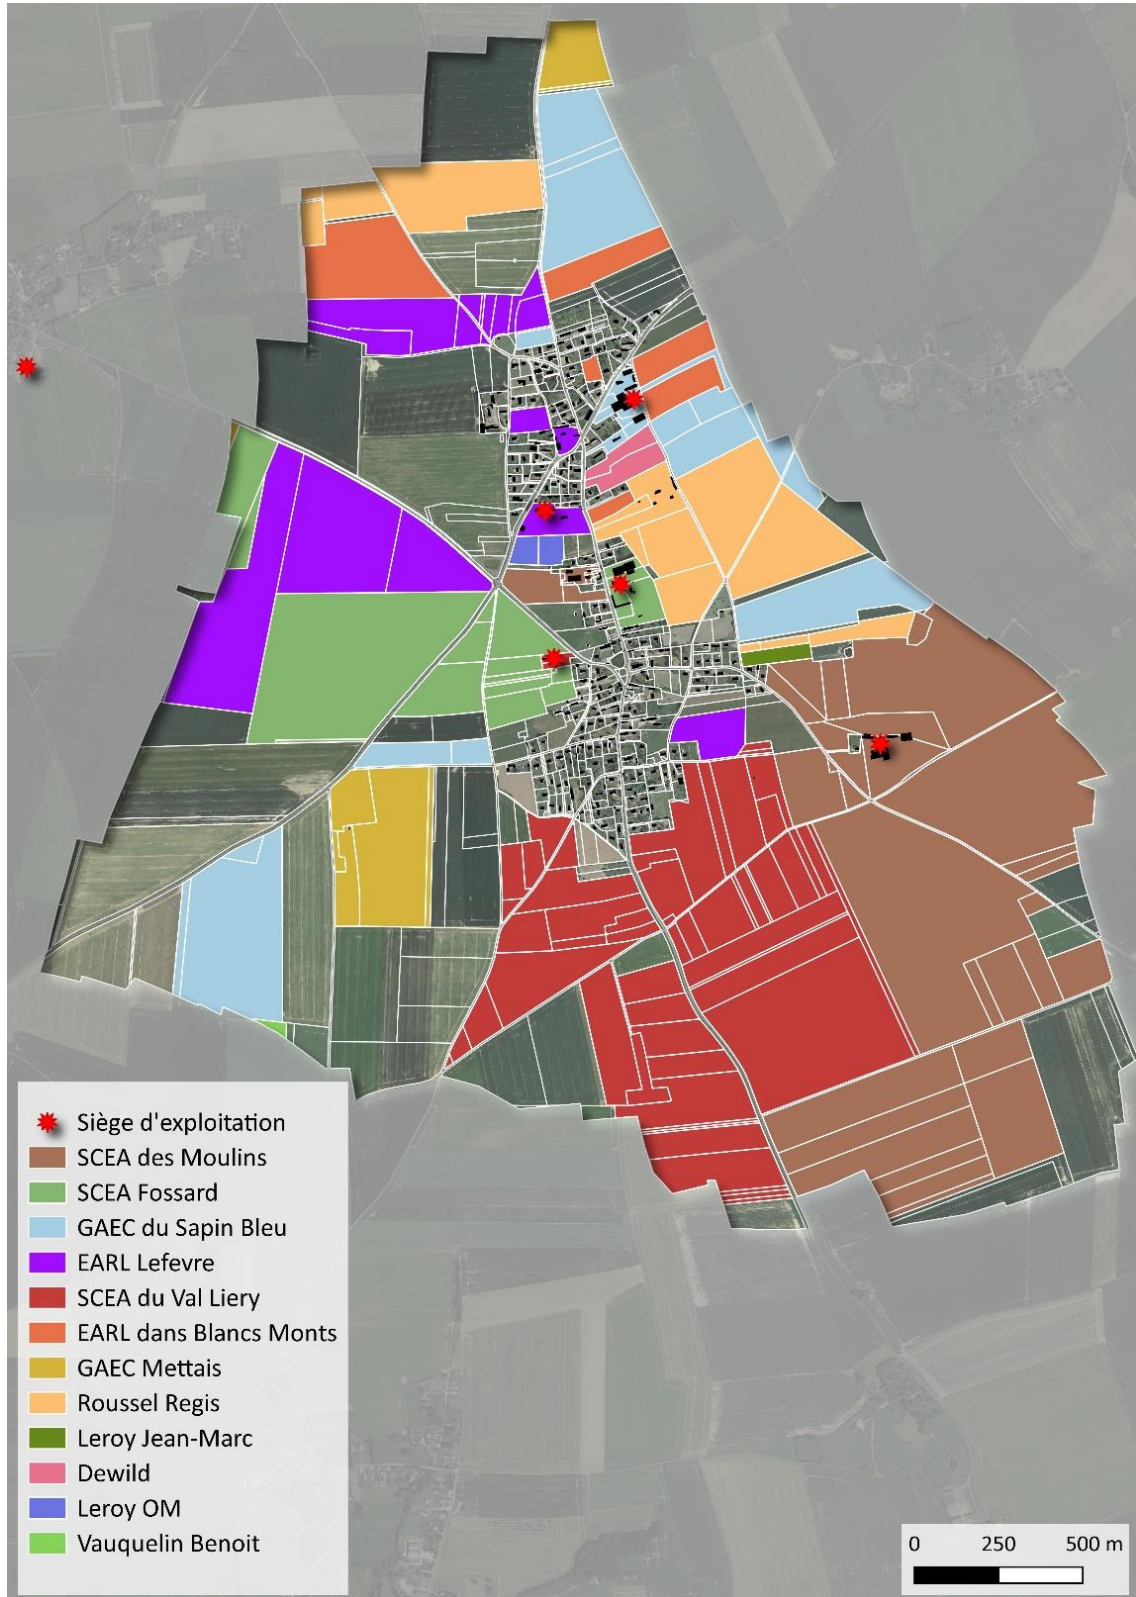 Siège d'exploitation
SCEA des Moulins
SCEA Fossard
GAEC du Sapin Bleu
EARL Lefevre
SCEA du Val Liery
EARL dans Blancs Monts
GAEC Mettais
Roussel Regis
Leroy Jean-Marc
Dewild
Leroy OM
Vauquelin Benoit
0 250 500 m